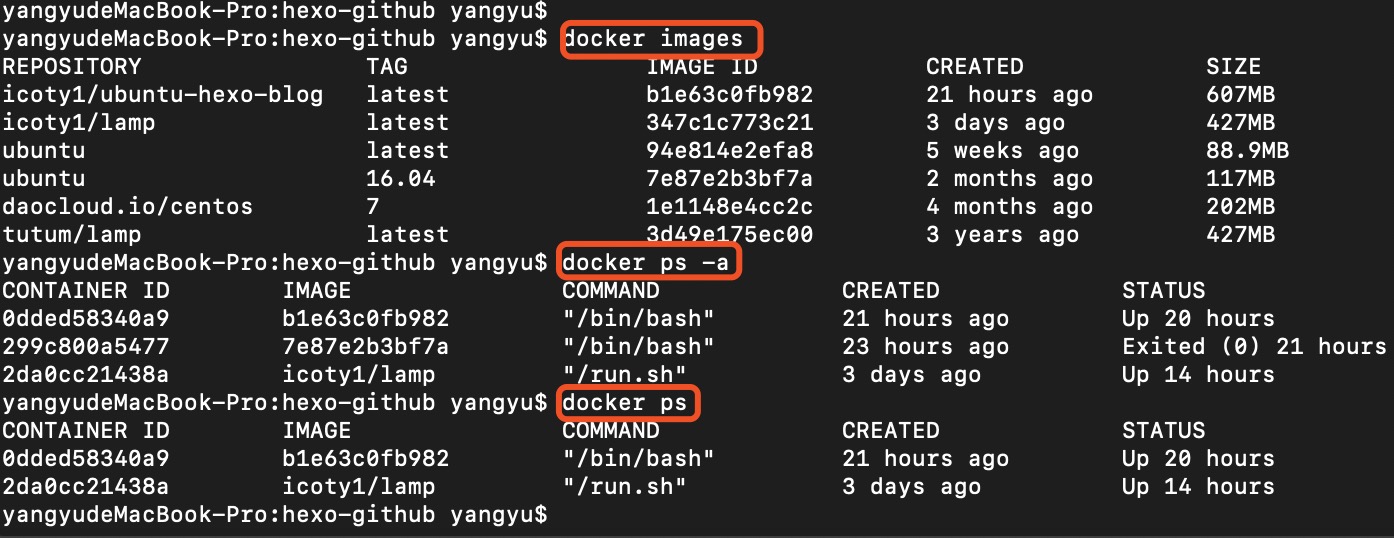 yangyudeMacBook-Pro:hexo-github yangyu$
yangyudeMacBook-Pro:hexo-github yangyu$ docker images
REPOSITORY TAG IMAGE ID CREATED SIZE
icoty1/ubuntu-hexo-blog latest b1e63c0fb982 21 hours ago 607MB
icoty1/lamp latest 347c1c773c21 3 days ago 427MB
ubuntu latest 94e814e2efa8 5 weeks ago 88.9MB
ubuntu 16.04 7e87e2b3bf7a 2 months ago 117MB
daocloud.io/centos 7 1e1148e4cc2c 4 months ago 202MB
tutum/lamp latest 3d49e175ec00 3 years ago 427MB
yangyudeMacBook-Pro:hexo-github yangyu$ docker ps -a
CONTAINER ID IMAGE COMMAND CREATED STATUS
0dded58340a9 b1e63c0fb982 "/bin/bash" 21 hours ago Up 20 hours
299c800a5477 7e87e2b3bf7a "/bin/bash" 23 hours ago Exited (0) 21 hours
2da0cc21438a icoty1/lamp "/run.sh" 3 days ago Up 14 hours
yangyudeMacBook-Pro:hexo-github yangyu$ docker ps
CONTAINER ID IMAGE COMMAND CREATED STATUS
0dded58340a9 b1e63c0fb982 "/bin/bash" 21 hours ago Up 20 hours
2da0cc21438a icoty1/lamp "/run.sh" 3 days ago Up 14 hours
yangyudeMacBook-Pro:hexo-github yangyu$